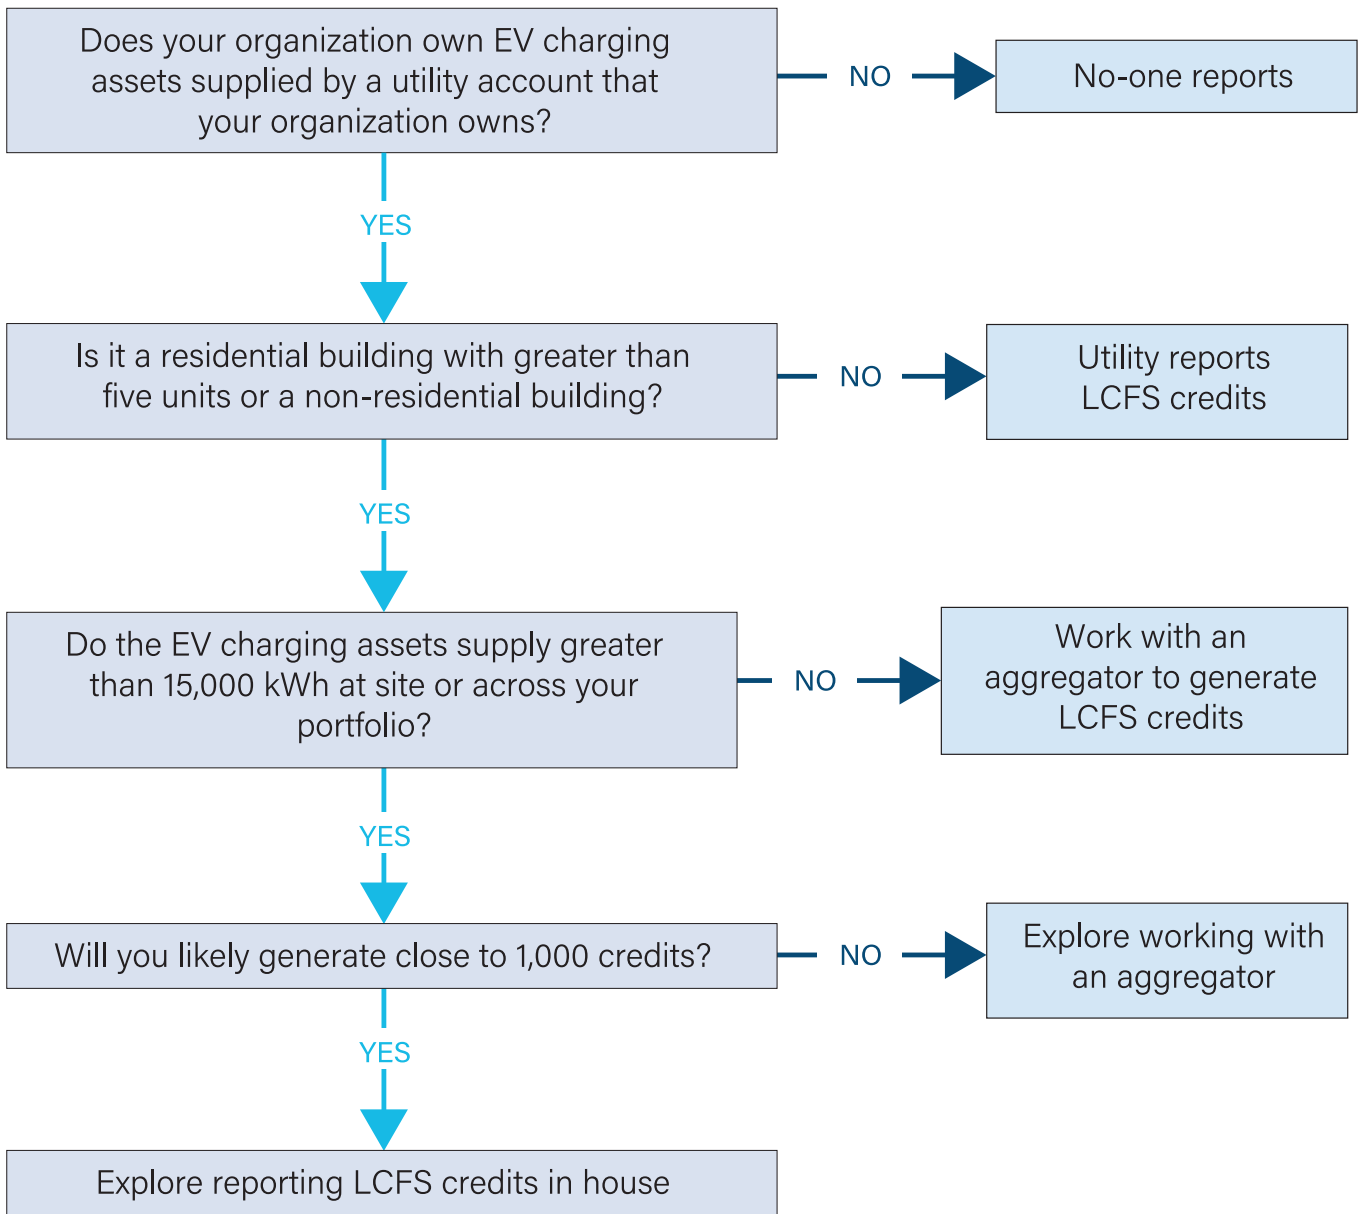 Does your organization own EV charging
assets supplied by a utility account that
your organization owns?
NO
No-one reports
YES
Is it a residential building with greater than
five units or a non-residential building?
NO
Utility reports
LCFS credits
YES
Do the EV charging assets supply greater
than 15,000 kWh at site or across your
portfolio?
NO
Work with an
aggregator to generate
LCFS credits
YES
Will you likely generate close to 1,000 credits?
NO
Explore working with
an aggregator
YES
Explore reporting LCFS credits in house